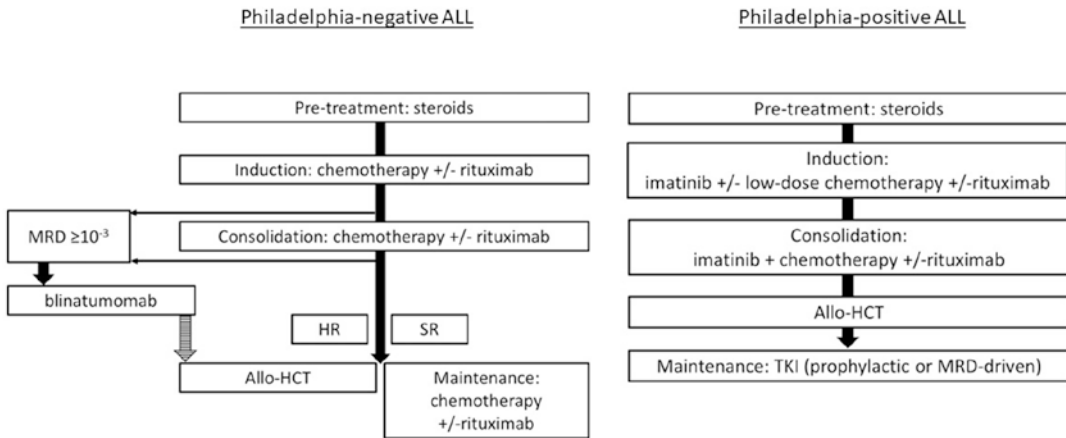 Philadelphia-negative ALL
Pre-treatment: steroids
Induction: chemotherapy +/- rituximab
MRD ≥10⁻³
Consolidation: chemotherapy +/- rituximab
blinatumomab
HR
SR
Allo-HCT
Maintenance:
chemotherapy
+/-rituximab
Philadelphia-positive ALL
Pre-treatment: steroids
Induction:
imatinib +/- low-dose chemotherapy +/-rituximab
Consolidation:
imatinib + chemotherapy +/-rituximab
Allo-HCT
Maintenance: TKI (prophylactic or MRD-driven)